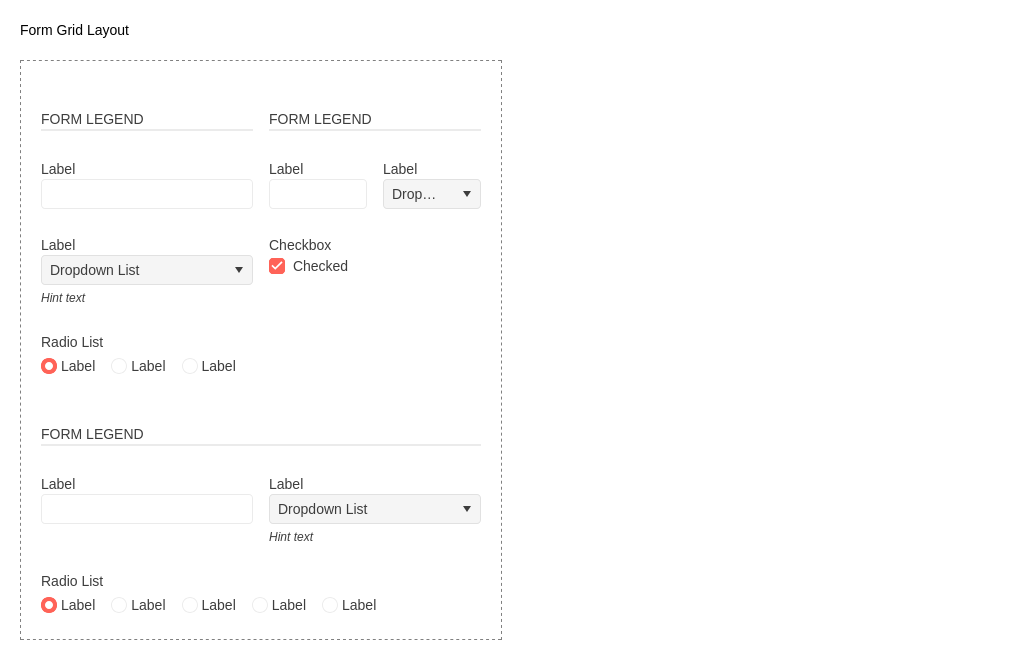 Form Grid Layout
FORM LEGEND FORM LEGEND
Label Label Label
Drop…
Label Checkbox
Dropdown List Checked
Hint text
Radio List
Label Label Label
FORM LEGEND
Label Label
Dropdown List
Hint text
Radio List
Label Label Label Label Label